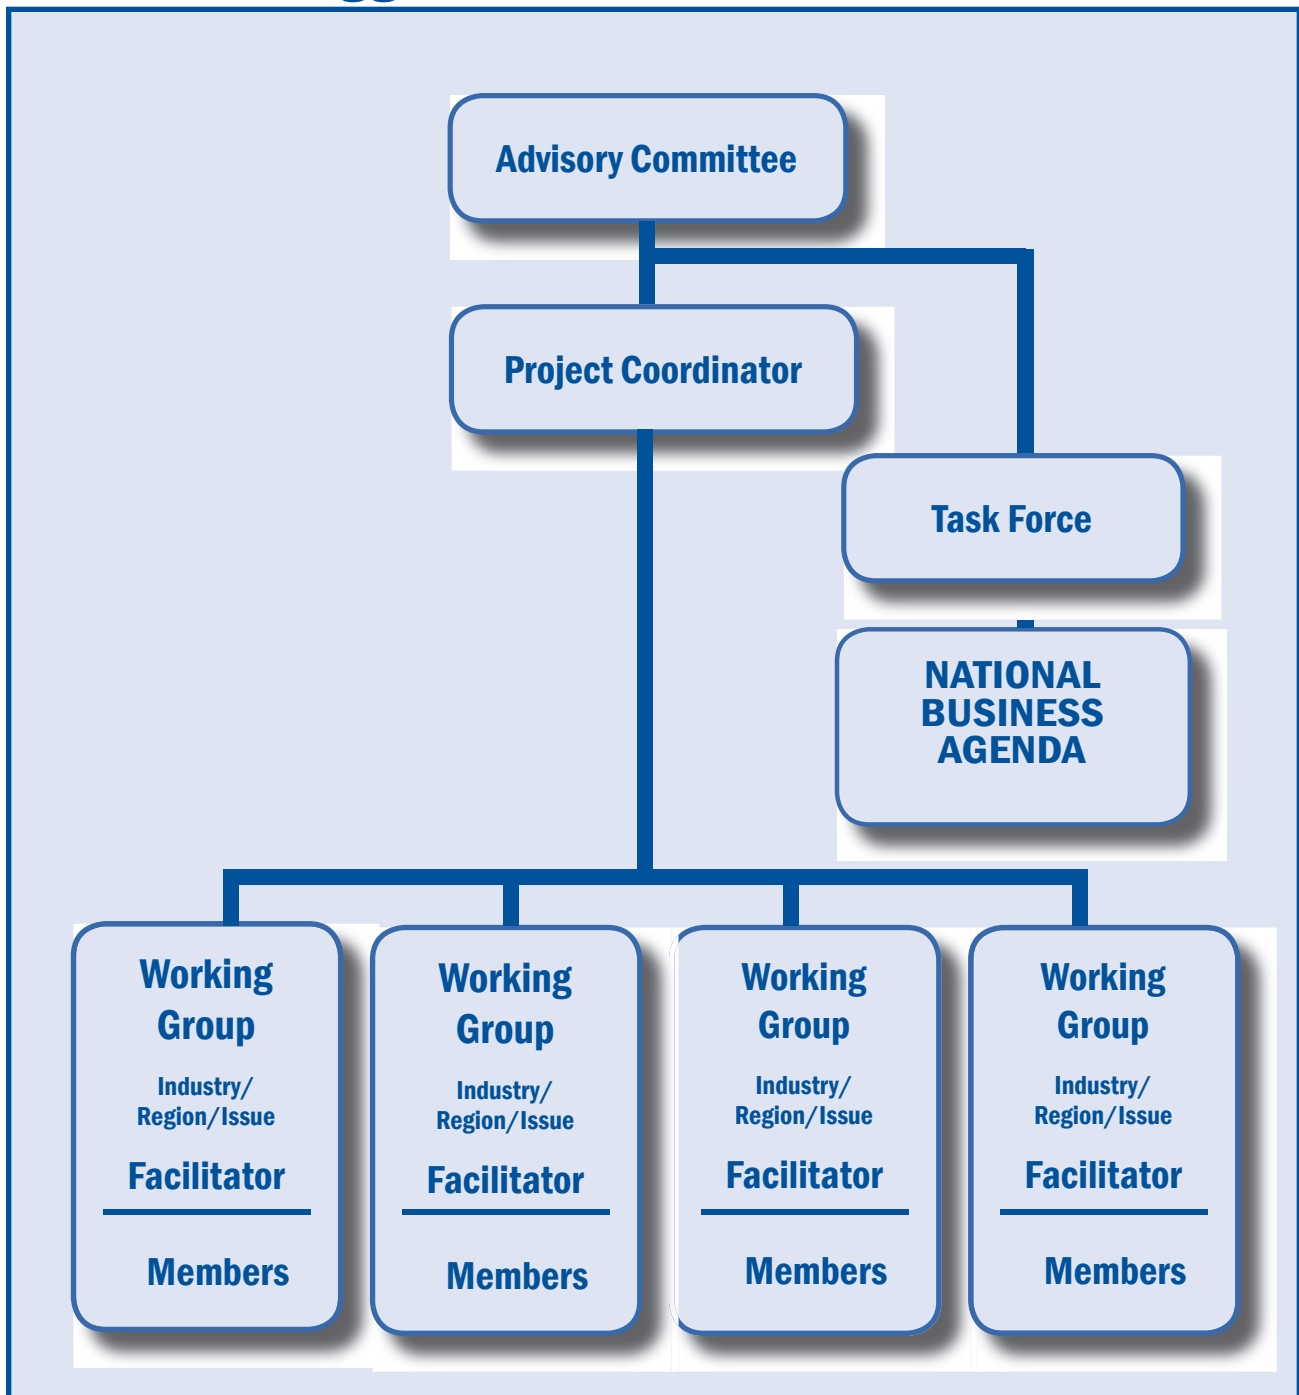 Advisory Committee
Project Coordinator
Task Force
NATIONAL
BUSINESS
AGENDA
Working
Group
Industry/
Region/Issue
Facilitator
Members
Working
Group
Industry/
Region/Issue
Facilitator
Members
Working
Group
Industry/
Region/Issue
Facilitator
Members
Working
Group
Industry/
Region/Issue
Facilitator
Members